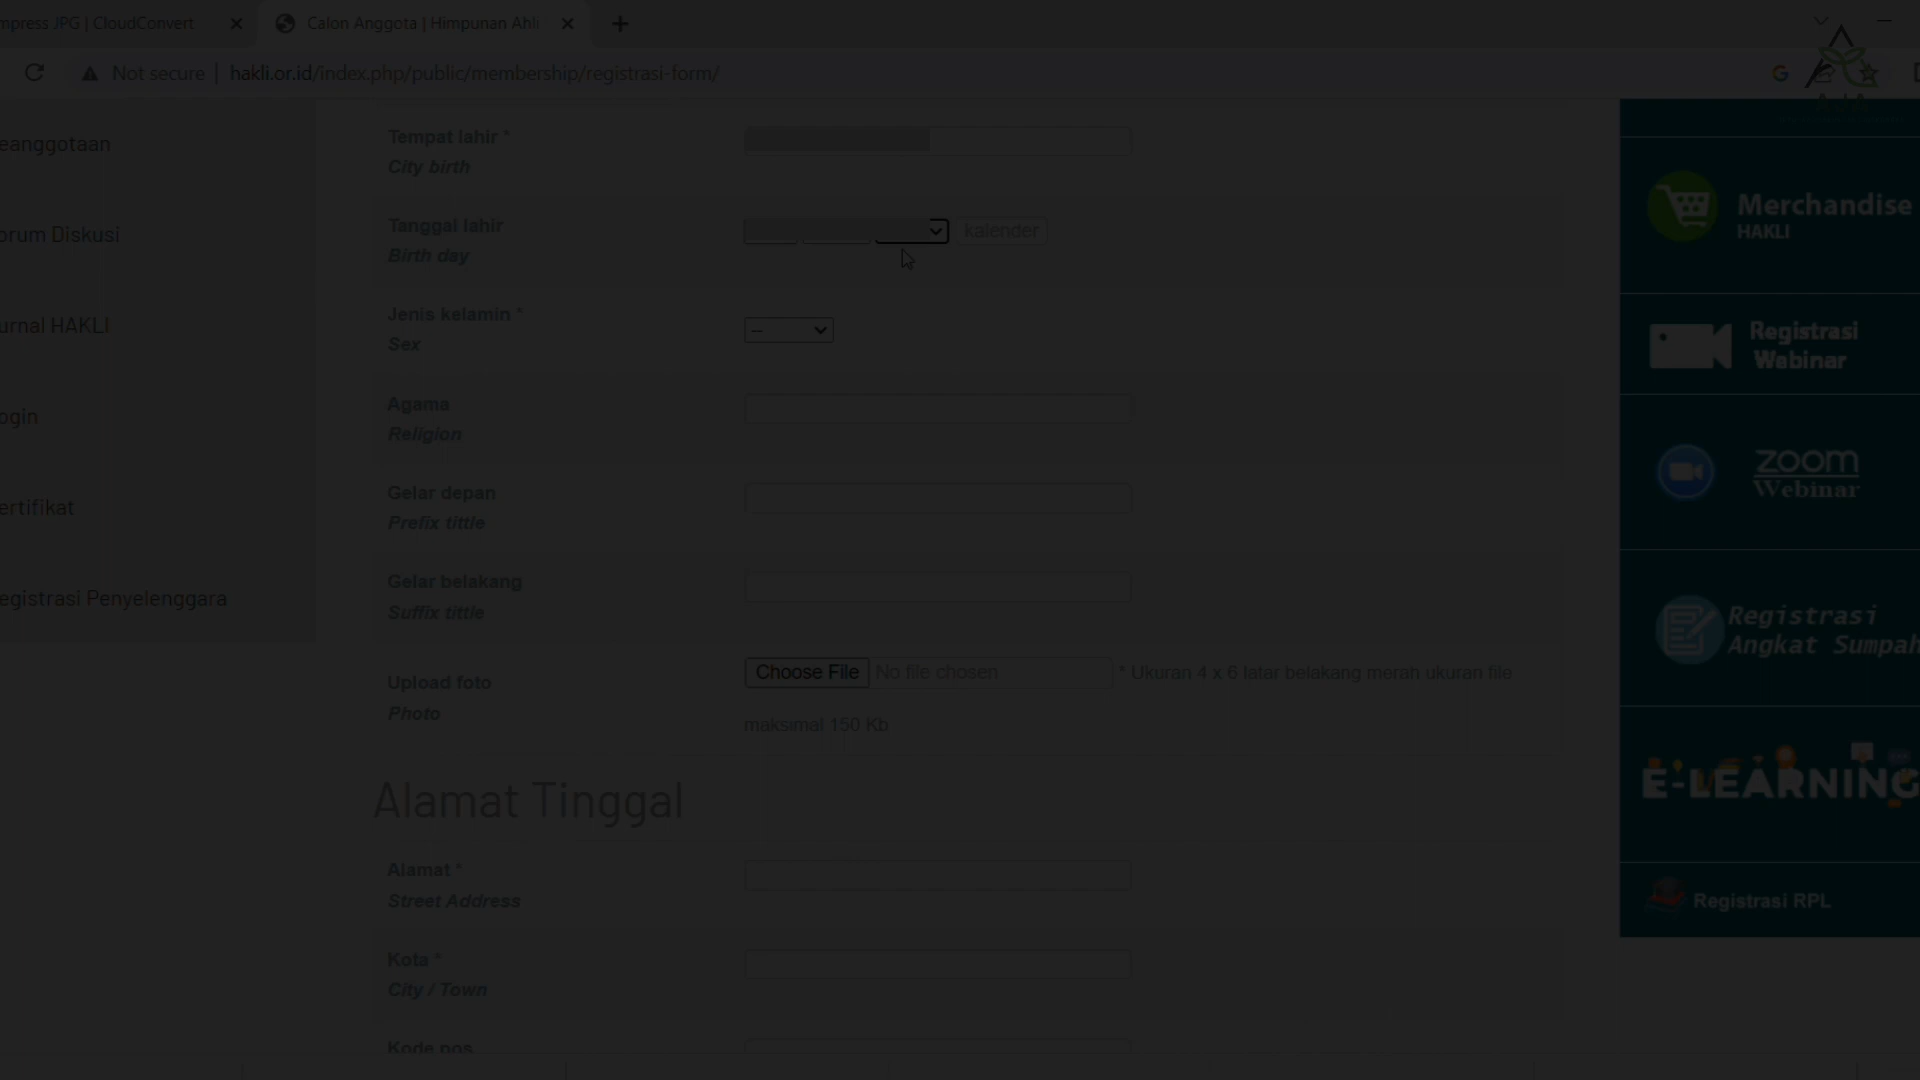 mpress JPG | CloudConvert
Calon Anggota | Himpunan Ahli
Not secure
hakli.or.id/index.php/public/membership/registrasi-form/
eanggotaan
orum Diskusi
urnal HAKLI
ogin
ertifikat
egistrasi Penyelenggara
Tempat lahir *
City birth
Tanggal lahir
Birth day
kalender
Jenis kelamin *
Sex
--
Agama
Religion
Gelar depan
Prefix tittle
Gelar belakang
Suffix tittle
Upload foto
Photo
Choose File No file chosen * Ukuran 4 x 6 latar belakang merah ukuran file
maksimal 150 Kb
Alamat Tinggal
Alamat *
Street Address
Kota *
City / Town
Kode pos
Merchandise
HAKLI
Registrasi
Webinar
zoom
Webinar
Registrasi
Angkat Sumpah
E-LEARNING
Registrasi RPL